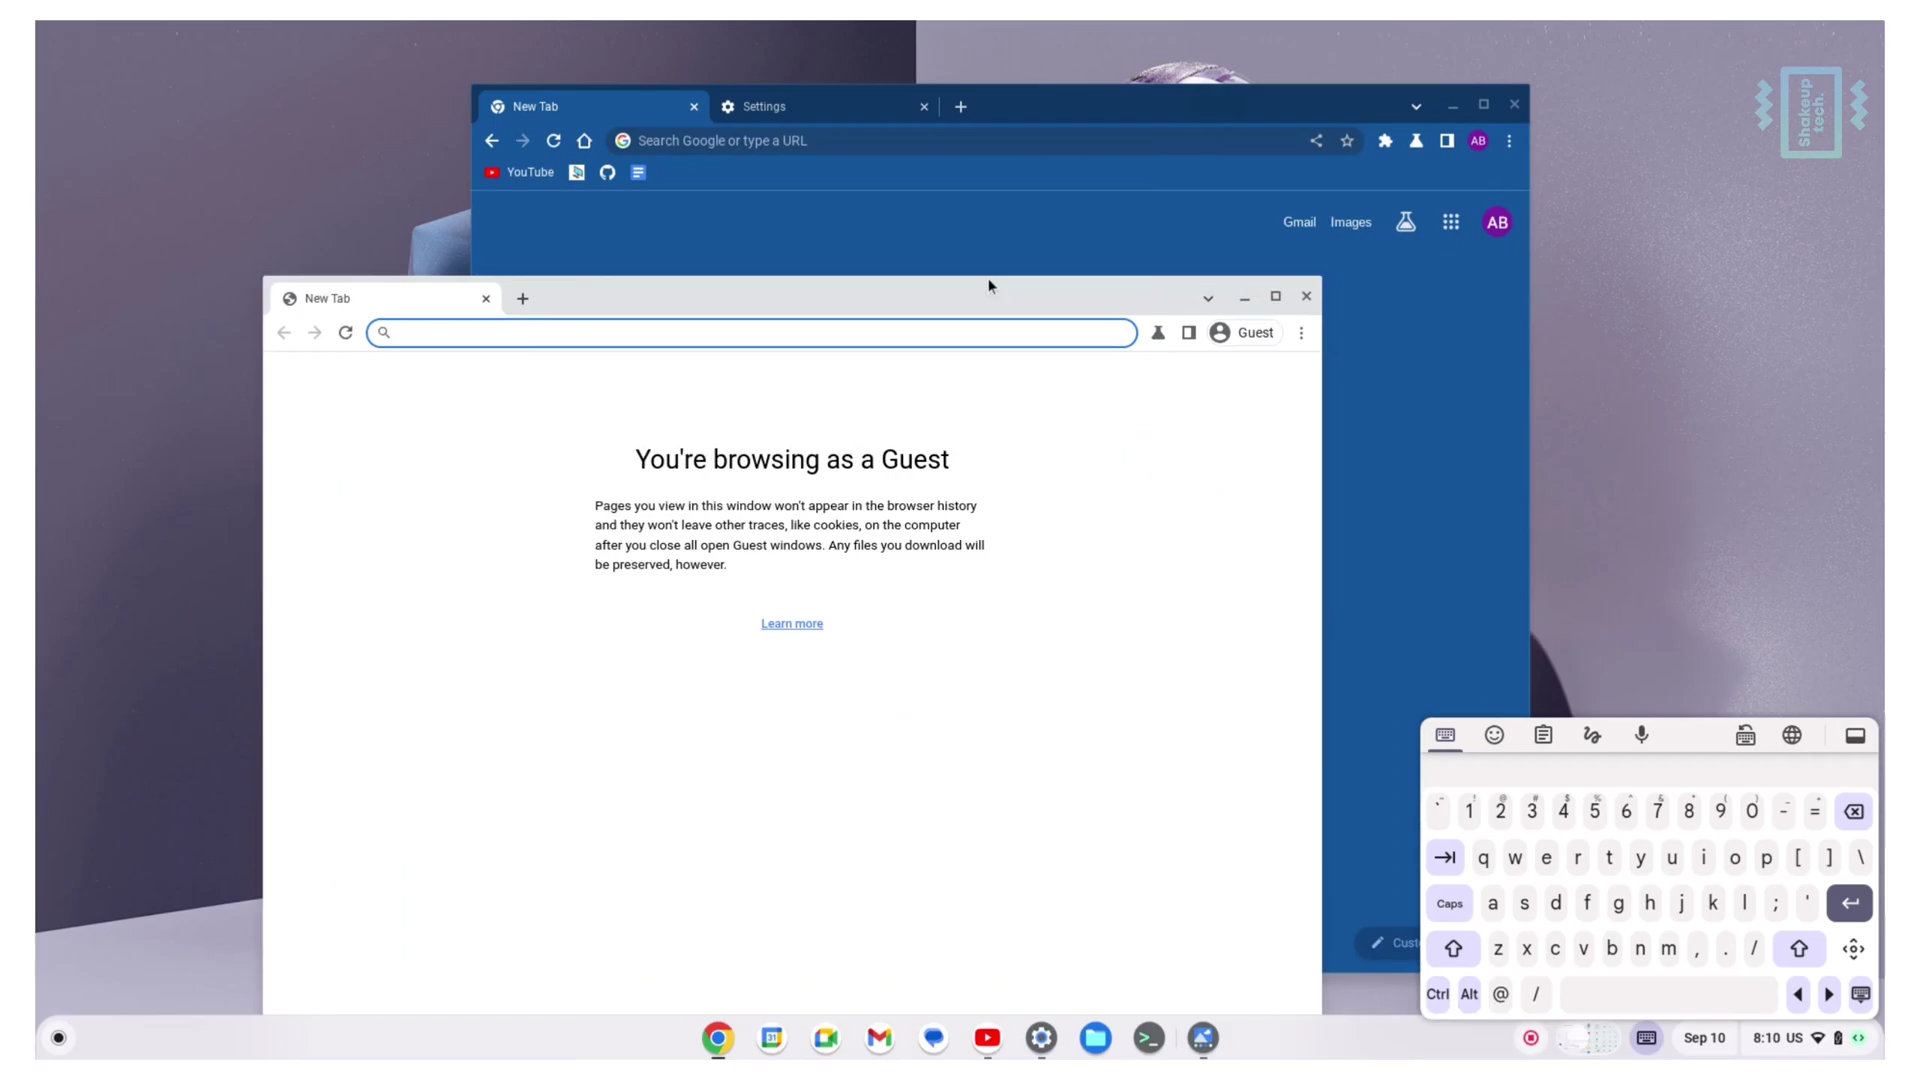 shakeup
tech.
New Tab
Settings
Search Google or type a URL
AB
YouTube
Gmail Images AB
New Tab
Guest
You're browsing as a Guest
Pages you view in this window won't appear in the browser history
and they won't leave other traces, like cookies, on the computer
after you close all open Guest windows. Any files you download will
be preserved, however.
Learn more
Custo
` 1 2 3 4 5 6 7 8 9 0 - =
q w e r t y u i o p [ ] \
Caps a s d f g h j k l ; '
z x c v b n m , . /
Ctrl Alt @ /
31
Sep 10 8:10 US